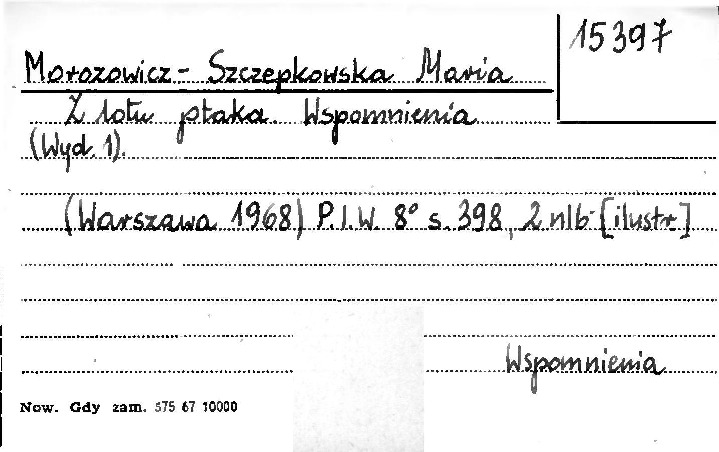 15397
Morozowicz-Szczepkowska Maria
Z lotu ptaka. Wspomnienia
(Wyd. 1).
(Warszawa 1968) P.I.W. 8° s. 398, 2 nlb [ilustr]
Wspomnienia
Now. Gdy zam. 575 67 10000